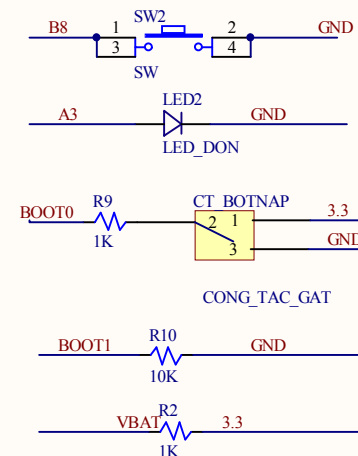 SW2
B8 1 2 GND
3 4
SW
LED2
A3 GND
LED_DON
R9 CT_BOTNAP
BOOT0 2 1 3.3
1K 3 GND
CONG_TAC_GAT
R10
BOOT1 GND
10K
R2
VBAT 3.3
1K